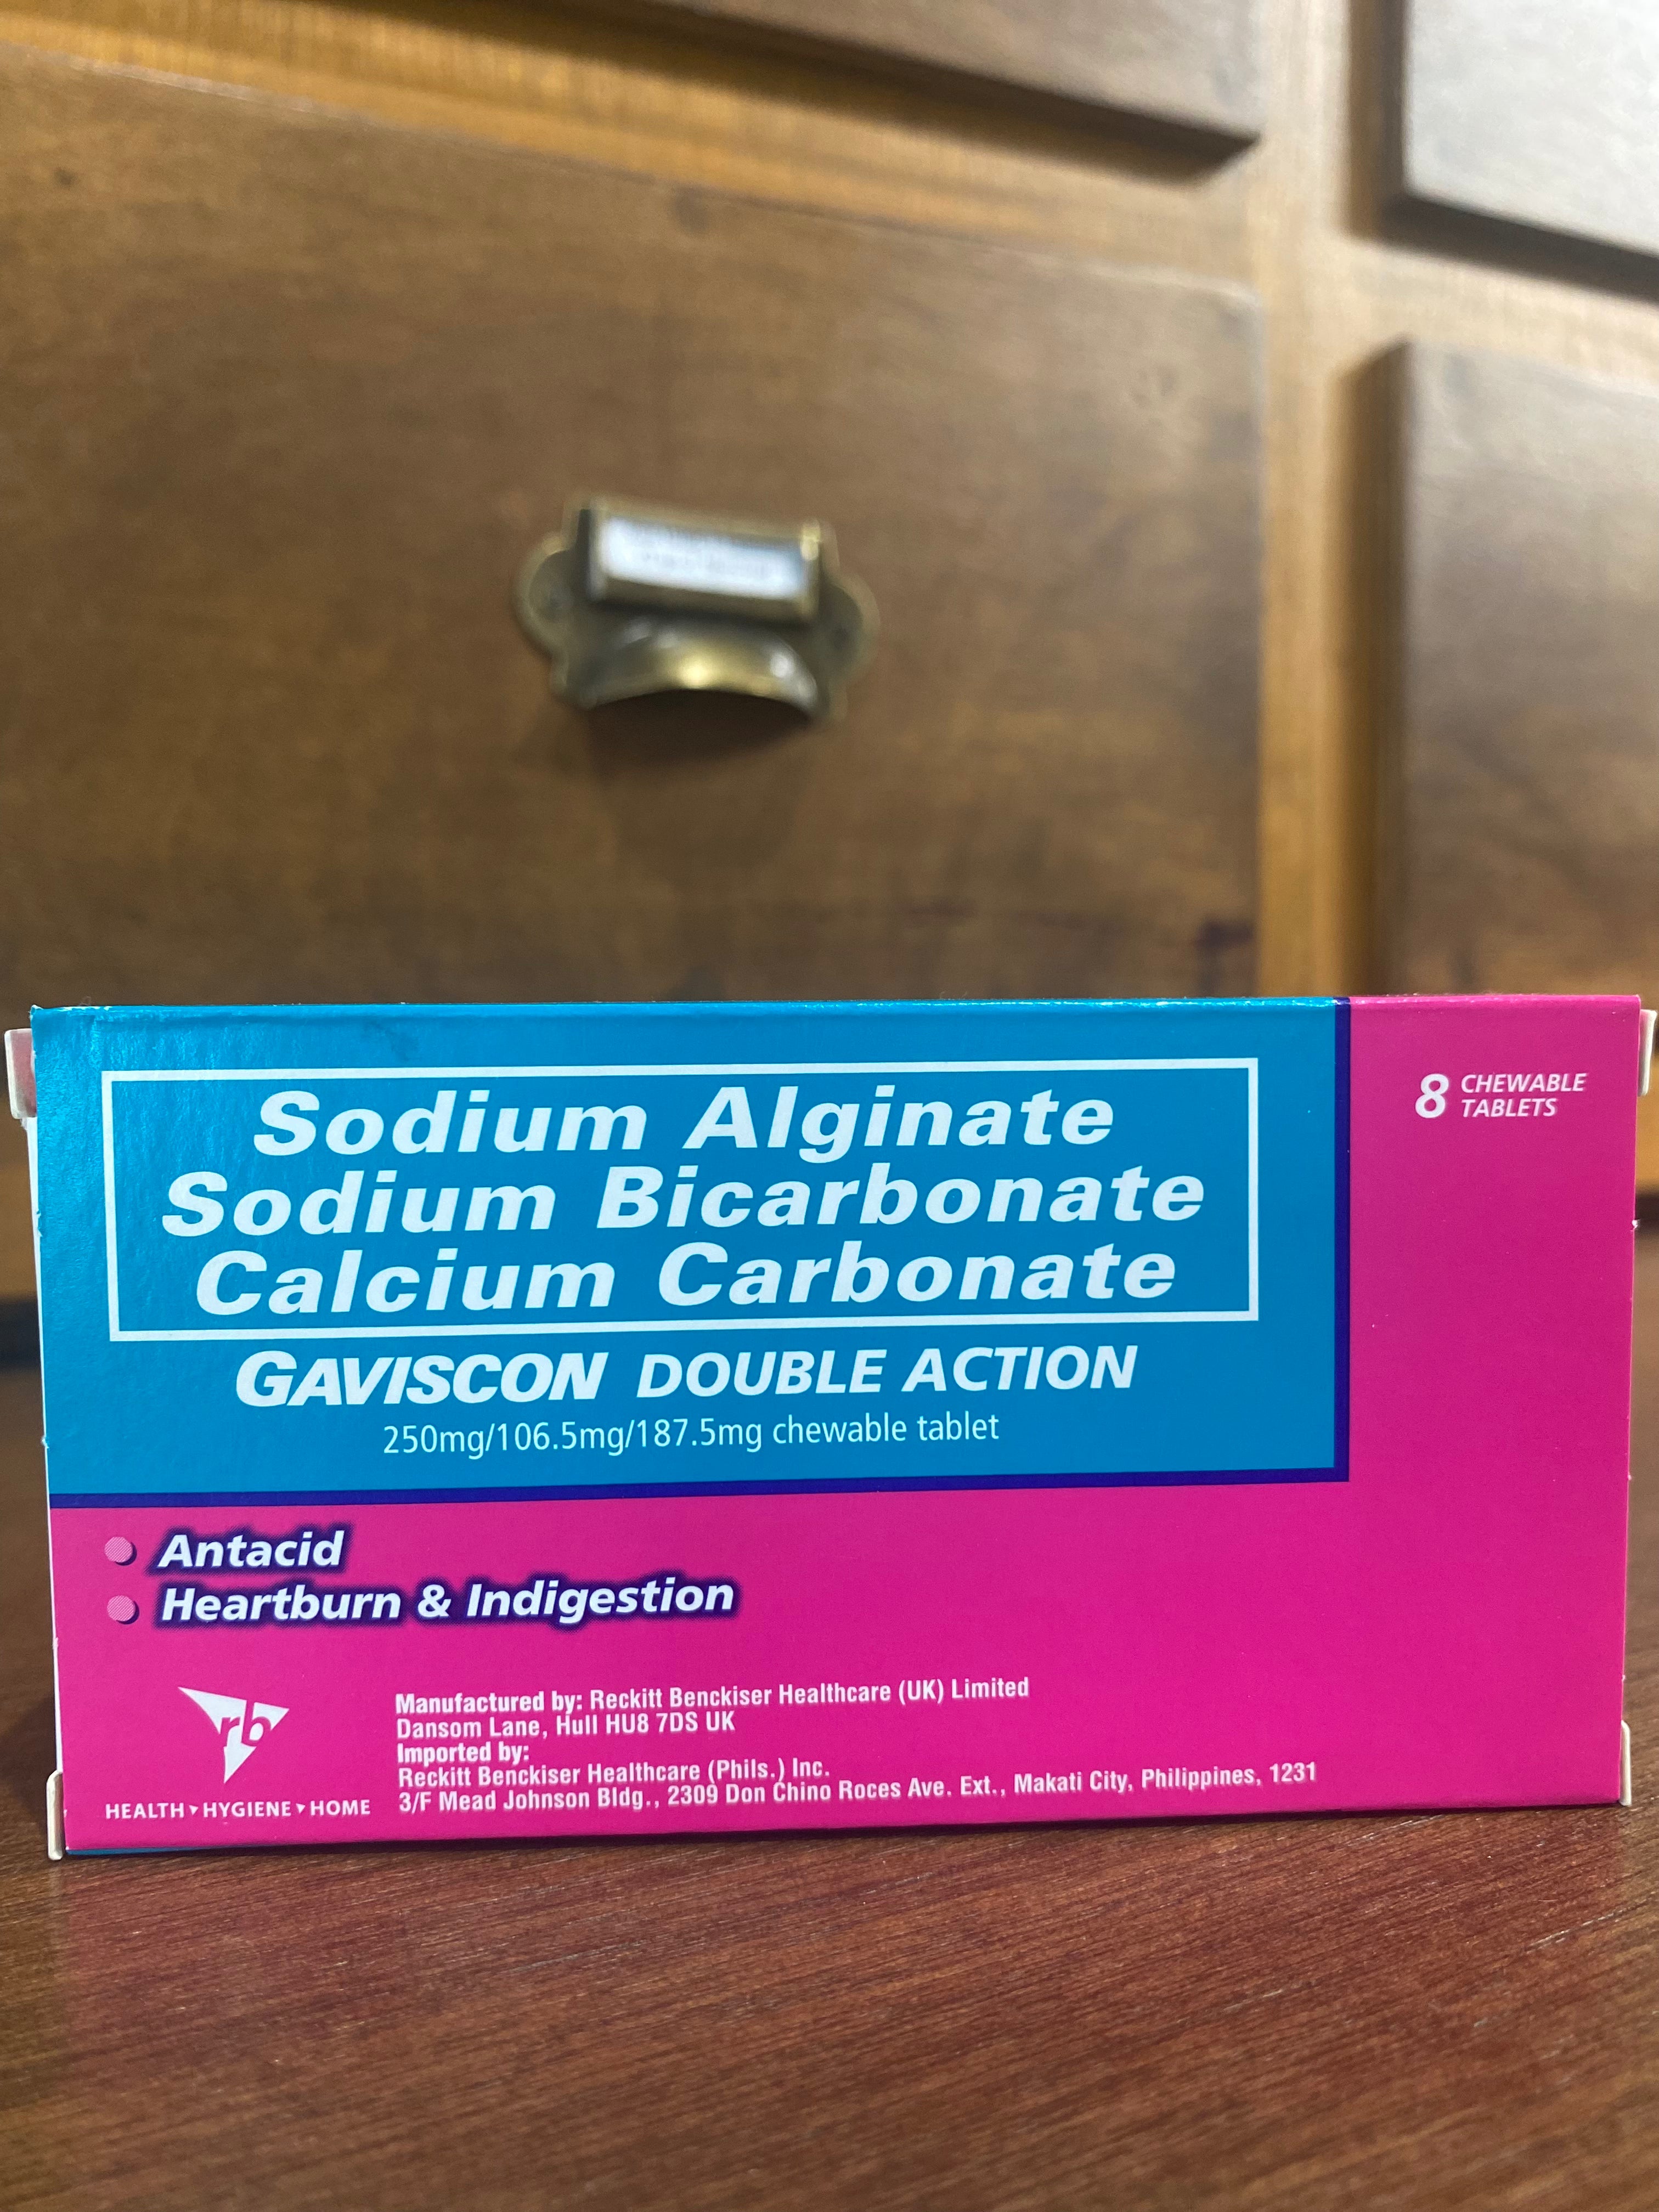 Sodium Alginate
Sodium Bicarbonate
Calcium Carbonate
GAVISCON DOUBLE ACTION
250mg/106.5mg/187.5mg chewable tablet
8 CHEWABLE
TABLETS
Antacid
Heartburn & Indigestion
rb
HEALTH HYGIENE HOME
Manufactured by: Reckitt Benckiser Healthcare (UK) Limited
Dansom Lane, Hull HU8 7DS UK
Imported by:
Reckitt Benckiser Healthcare (Phils.) Inc.
3/F Mead Johnson Bldg., 2309 Don Chino Roces Ave. Ext., Makati City, Philippines, 1231